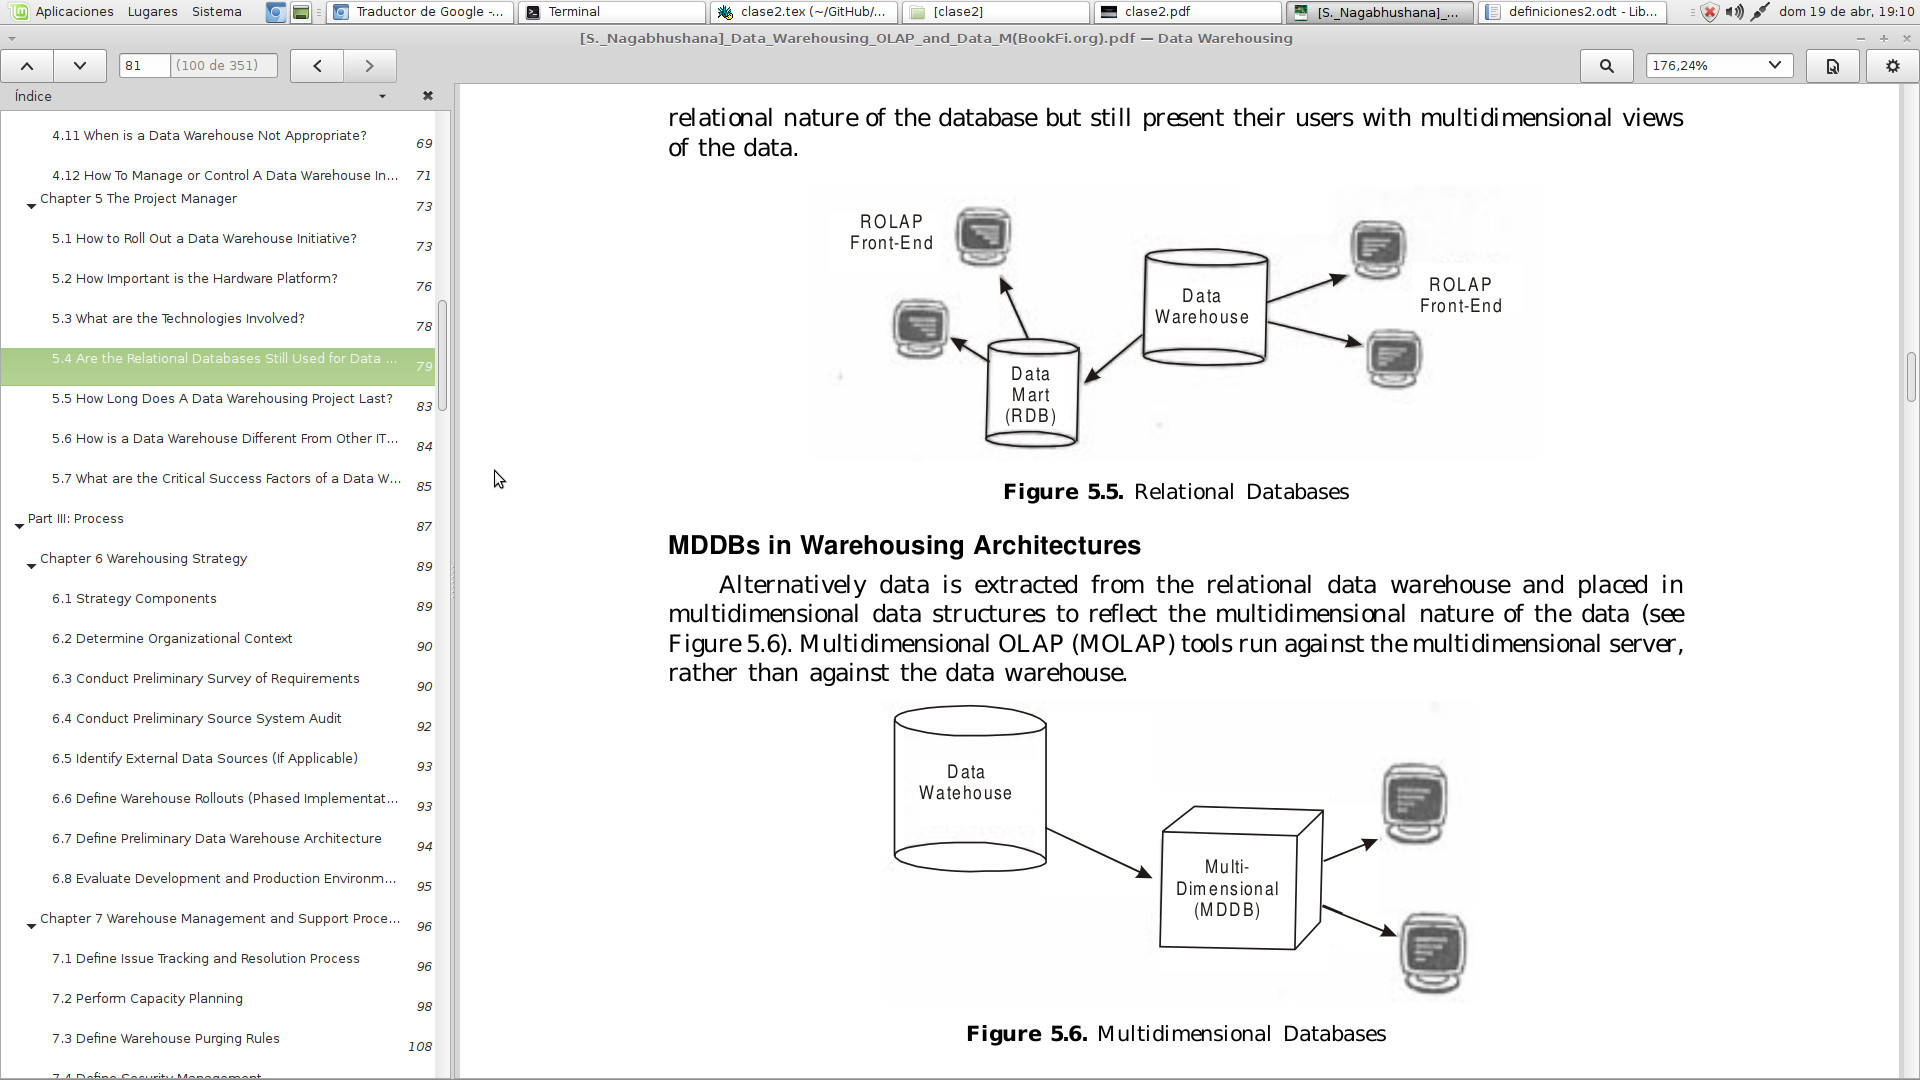 Aplicaciones Lugares Sistema Traductor de Google -... Terminal clase2.tex (~/GitHub/... [clase2] clase2.pdf [S._Nagabhushana]_... definiciones2.odt - Lib... dom 19 de abr, 19:10
[S._Nagabhushana]_Data_Warehousing_OLAP_and_Data_M(BookFi.org).pdf — Data Warehousing
81 (100 de 351) 176,24%
Índice
4.11 When is a Data Warehouse Not Appropriate? 69
4.12 How To Manage or Control A Data Warehouse In... 71
Chapter 5 The Project Manager 73
5.1 How to Roll Out a Data Warehouse Initiative? 73
5.2 How Important is the Hardware Platform? 76
5.3 What are the Technologies Involved? 78
5.4 Are the Relational Databases Still Used for Data ... 79
5.5 How Long Does A Data Warehousing Project Last? 83
5.6 How is a Data Warehouse Different From Other IT... 84
5.7 What are the Critical Success Factors of a Data W... 85
Part III: Process 87
Chapter 6 Warehousing Strategy 89
6.1 Strategy Components 89
6.2 Determine Organizational Context 90
6.3 Conduct Preliminary Survey of Requirements 90
6.4 Conduct Preliminary Source System Audit 92
6.5 Identify External Data Sources (If Applicable) 93
6.6 Define Warehouse Rollouts (Phased Implementat... 93
6.7 Define Preliminary Data Warehouse Architecture 94
6.8 Evaluate Development and Production Environm... 95
Chapter 7 Warehouse Management and Support Proce... 96
7.1 Define Issue Tracking and Resolution Process 96
7.2 Perform Capacity Planning 98
7.3 Define Warehouse Purging Rules 108
7.4 Define Security Management
relational nature of the database but still present their users with multidimensional views
of the data.
ROLAP
Front-End
Data
Warehouse
ROLAP
Front-End
Data
Mart
(RDB)
Figure 5.5. Relational Databases
MDDBs in Warehousing Architectures
Alternatively data is extracted from the relational data warehouse and placed in
multidimensional data structures to reflect the multidimensional nature of the data (see
Figure 5.6). Multidimensional OLAP (MOLAP) tools run against the multidimensional server,
rather than against the data warehouse.
Data
Watehouse
Multi-
Dimensional
(MDDB)
Figure 5.6. Multidimensional Databases